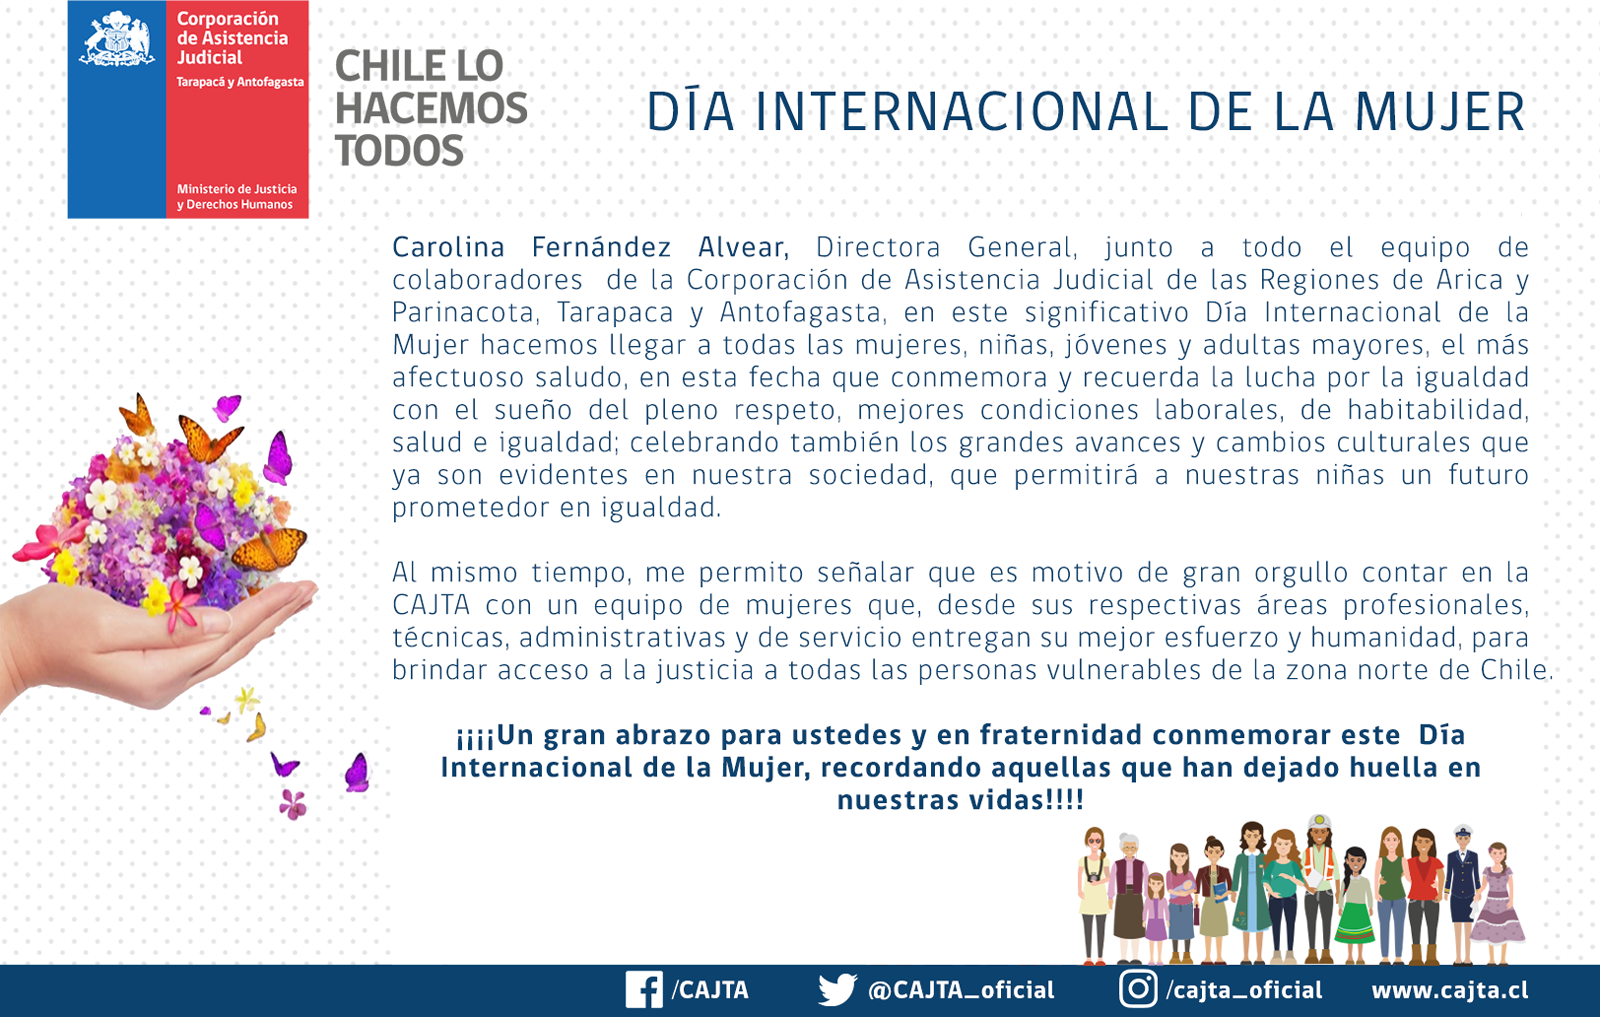 Corporación
de Asistencia
Judicial
Tarapacá y Antofagasta
Ministerio de Justicia
y Derechos Humanos
CHILE LO
HACEMOS
TODOS
DÍA INTERNACIONAL DE LA MUJER
Carolina Fernández Alvear, Directora General, junto a todo el equipo de
colaboradores de la Corporación de Asistencia Judicial de las Regiones de Arica y
Parinacota, Tarapaca y Antofagasta, en este significativo Día Internacional de la
Mujer hacemos llegar a todas las mujeres, niñas, jóvenes y adultas mayores, el más
afectuoso saludo, en esta fecha que conmemora y recuerda la lucha por la igualdad
con el sueño del pleno respeto, mejores condiciones laborales, de habitabilidad,
salud e igualdad; celebrando también los grandes avances y cambios culturales que
ya son evidentes en nuestra sociedad, que permitirá a nuestras niñas un futuro
prometedor en igualdad.
Al mismo tiempo, me permito señalar que es motivo de gran orgullo contar en la
CAJTA con un equipo de mujeres que, desde sus respectivas áreas profesionales,
técnicas, administrativas y de servicio entregan su mejor esfuerzo y humanidad, para
brindar acceso a la justicia a todas las personas vulnerables de la zona norte de Chile.
¡¡¡¡Un gran abrazo para ustedes y en fraternidad conmemorar este Día
Internacional de la Mujer, recordando aquellas que han dejado huella en
nuestras vidas!!!!
/CAJTA
@CAJTA_oficial
/cajta_oficial
www.cajta.cl